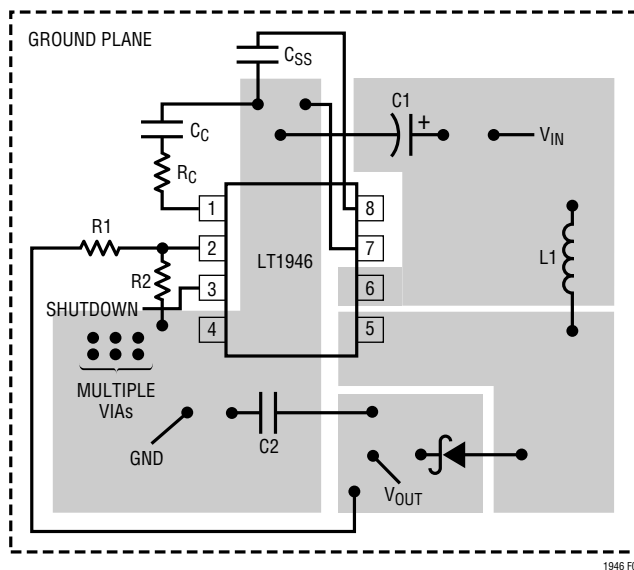 GROUND PLANE
CSS
C1
+
CC
VIN
RC
1
8
R1
2
7
LT1946
L1
R2
3
6
SHUTDOWN
4
5
MULTIPLE
VIAs
C2
GND
VOUT